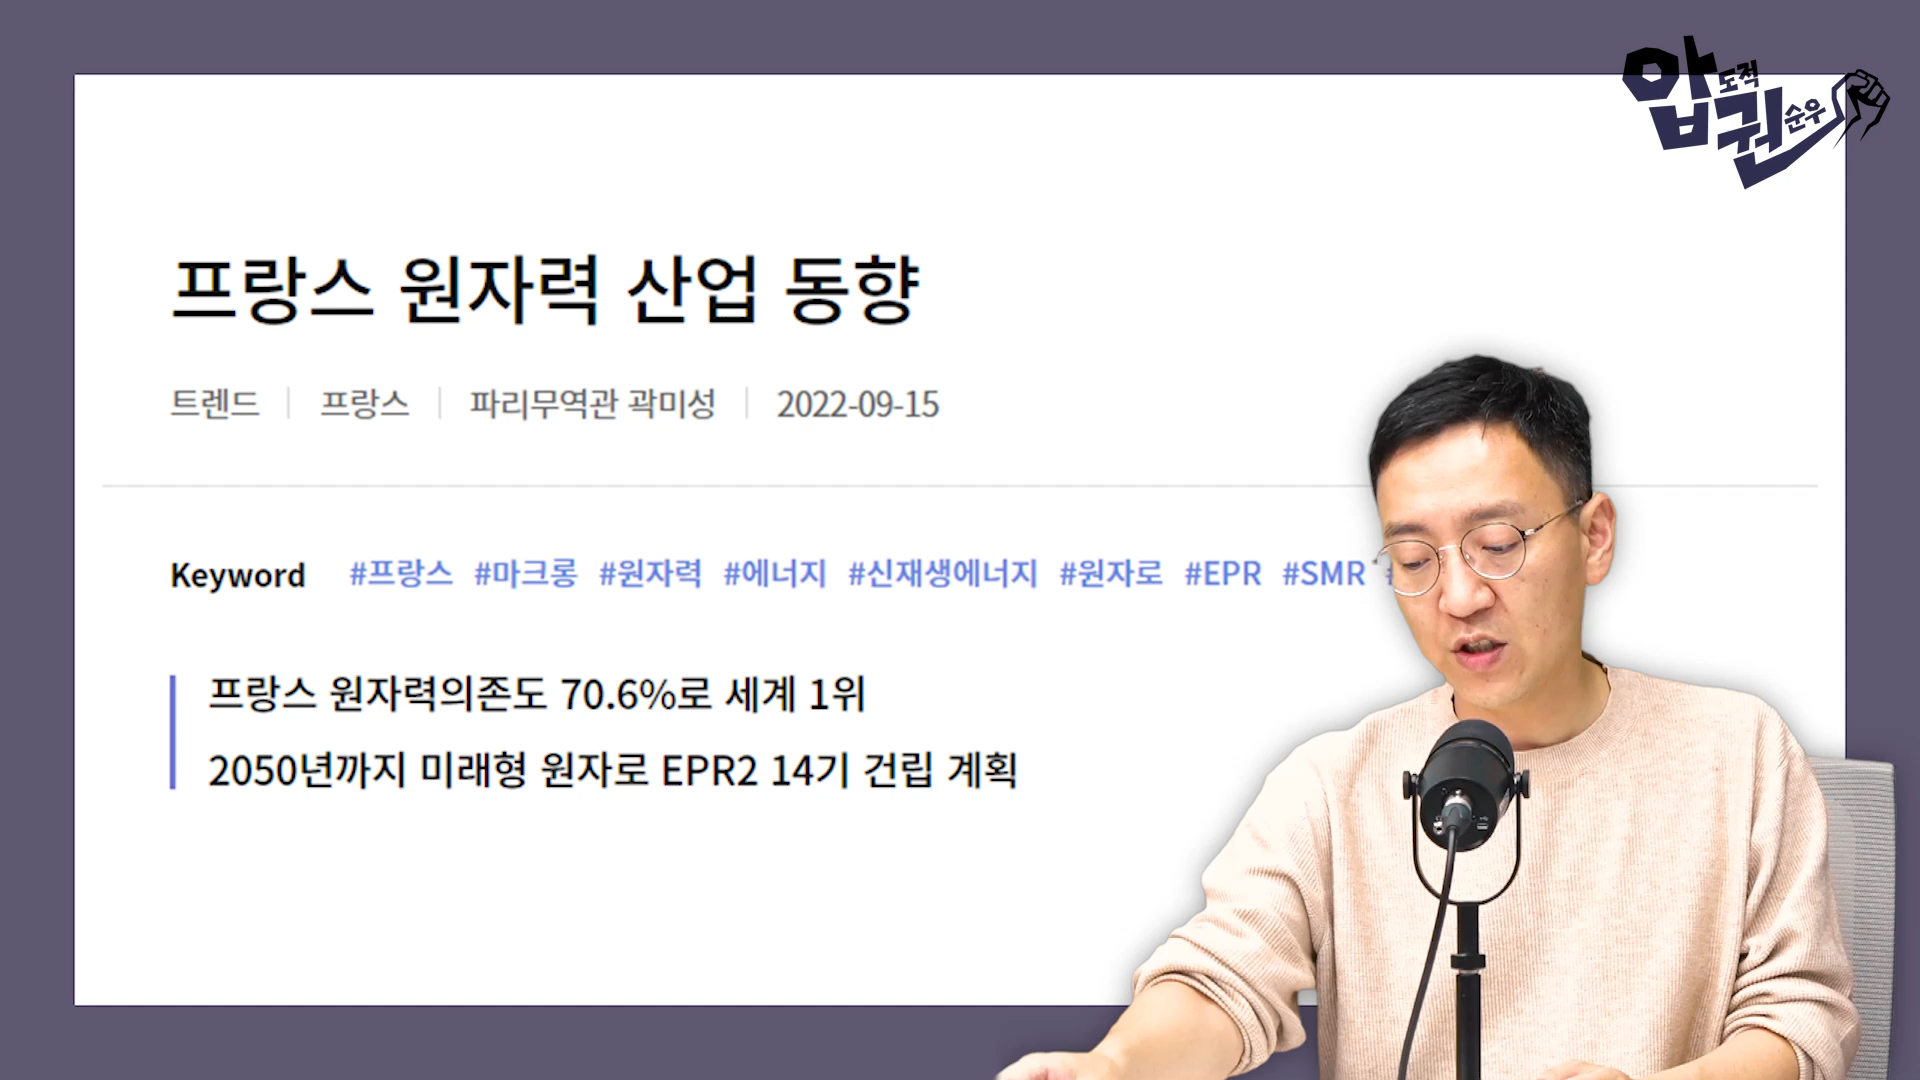 압도적 권순우
프랑스 원자력 산업 동향
트렌드 | 프랑스 | 파리무역관 곽미성 | 2022-09-15
Keyword #프랑스 #마크롱 #원자력 #에너지 #신재생에너지 #원자로 #EPR #SMR
프랑스 원자력의존도 70.6%로 세계 1위
2050년까지 미래형 원자로 EPR2 14기 건립 계획